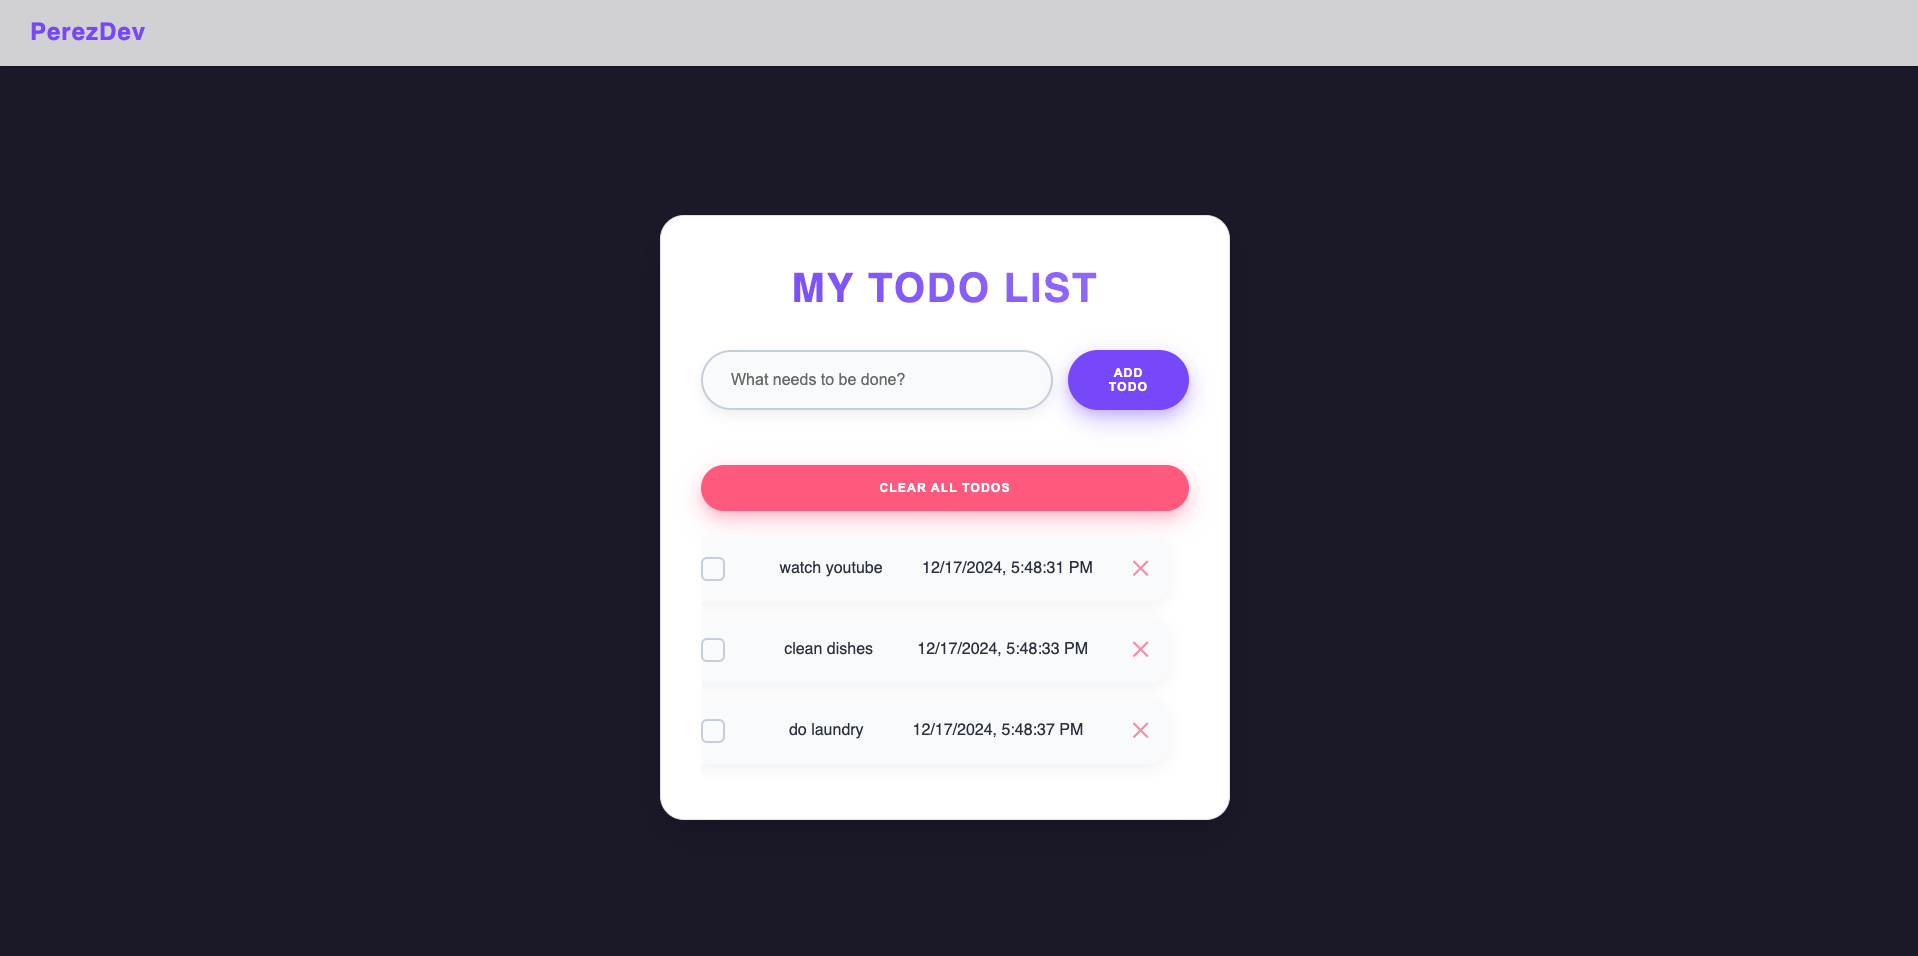 PerezDev
MY TODO LIST
What needs to be done?
ADD
TODO
CLEAR ALL TODOS
watch youtube 12/17/2024, 5:48:31 PM
clean dishes 12/17/2024, 5:48:33 PM
do laundry 12/17/2024, 5:48:37 PM